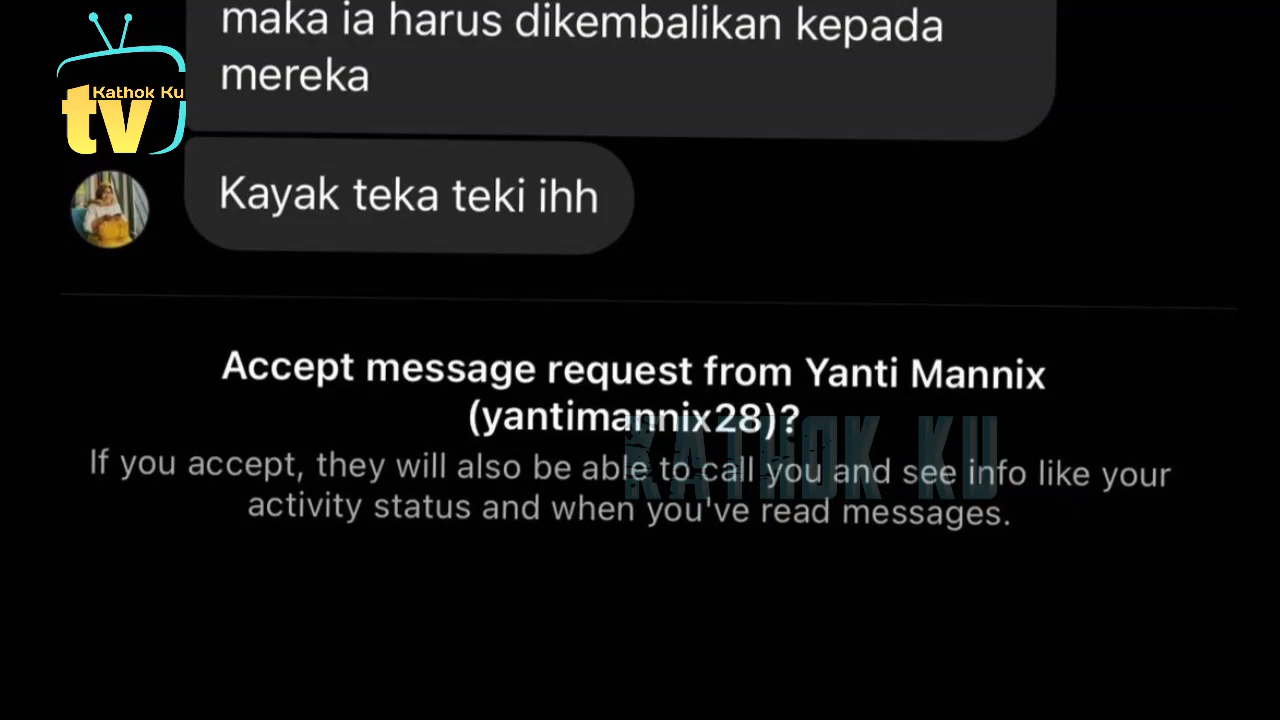 maka ia harus dikembalikan kepada
mereka
Kathok Ku
tv
Kayak teka teki ihh
Accept message request from Yanti Mannix
(yantimannix28)?
KATHOK KU
If you accept, they will also be able to call you and see info like your
activity status and when you've read messages.